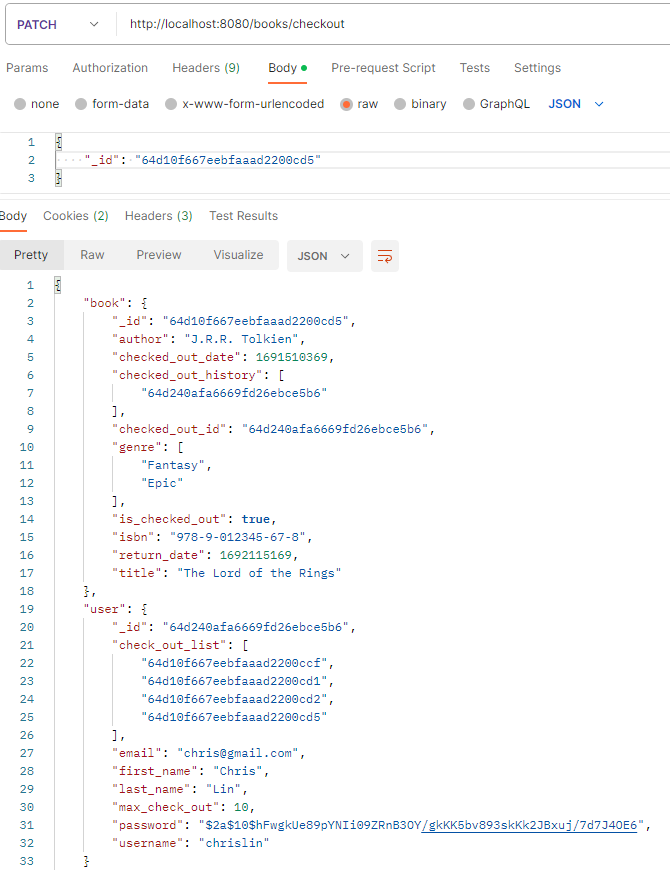 PATCH http://localhost:8080/books/checkout
Params Authorization Headers (9) Body Pre-request Script Tests Settings
none form-data x-www-form-urlencoded raw binary GraphQL JSON
1 {
2 "_id": "64d10f667eebfaaad2200cd5"
3 }
Body Cookies (2) Headers (3) Test Results
Pretty Raw Preview Visualize JSON
1 {
2 "book": {
3 "_id": "64d10f667eebfaaad2200cd5",
4 "author": "J.R.R. Tolkien",
5 "checked_out_date": 1691510369,
6 "checked_out_history": [
7 "64d240afa6669fd26ebce5b6"
8 ],
9 "checked_out_id": "64d240afa6669fd26ebce5b6",
10 "genre": [
11 "Fantasy",
12 "Epic"
13 ],
14 "is_checked_out": true,
15 "isbn": "978-9-012345-67-8",
16 "return_date": 1692115169,
17 "title": "The Lord of the Rings"
18 },
19 "user": {
20 "_id": "64d240afa6669fd26ebce5b6",
21 "check_out_list": [
22 "64d10f667eebfaaad2200ccf",
23 "64d10f667eebfaaad2200cd1",
24 "64d10f667eebfaaad2200cd2",
25 "64d10f667eebfaaad2200cd5"
26 ],
27 "email": "chris@gmail.com",
28 "first_name": "Chris",
29 "last_name": "Lin",
30 "max_check_out": 10,
31 "password": "$2a$10$hFwgkUe89pYNIi09ZRnB3OY/gkKK5bv893skKk2JBxuj/7d7J4OE6",
32 "username": "chrislin"
33 }